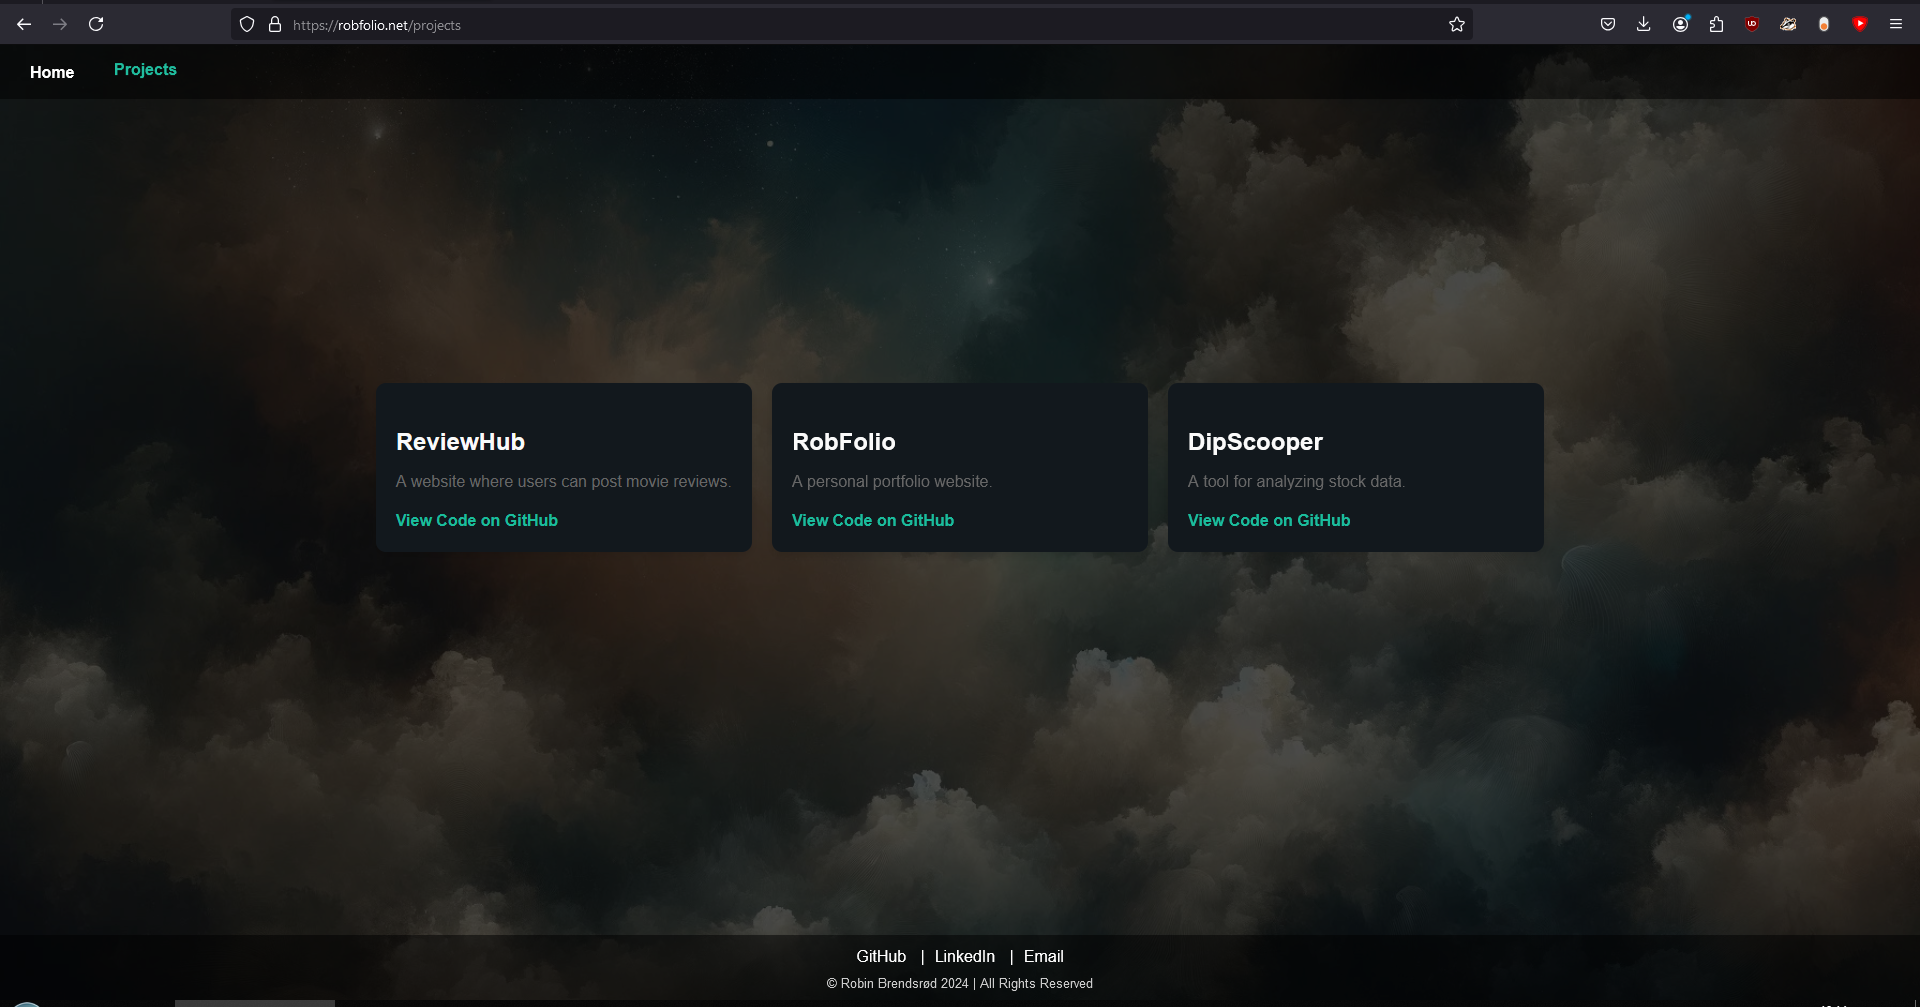 https://robfolio.net/projects
Home Projects
ReviewHub
A website where users can post movie reviews.
View Code on GitHub
RobFolio
A personal portfolio website.
View Code on GitHub
DipScooper
A tool for analyzing stock data.
View Code on GitHub
GitHub | LinkedIn | Email
© Robin Brendsrød 2024 | All Rights Reserved